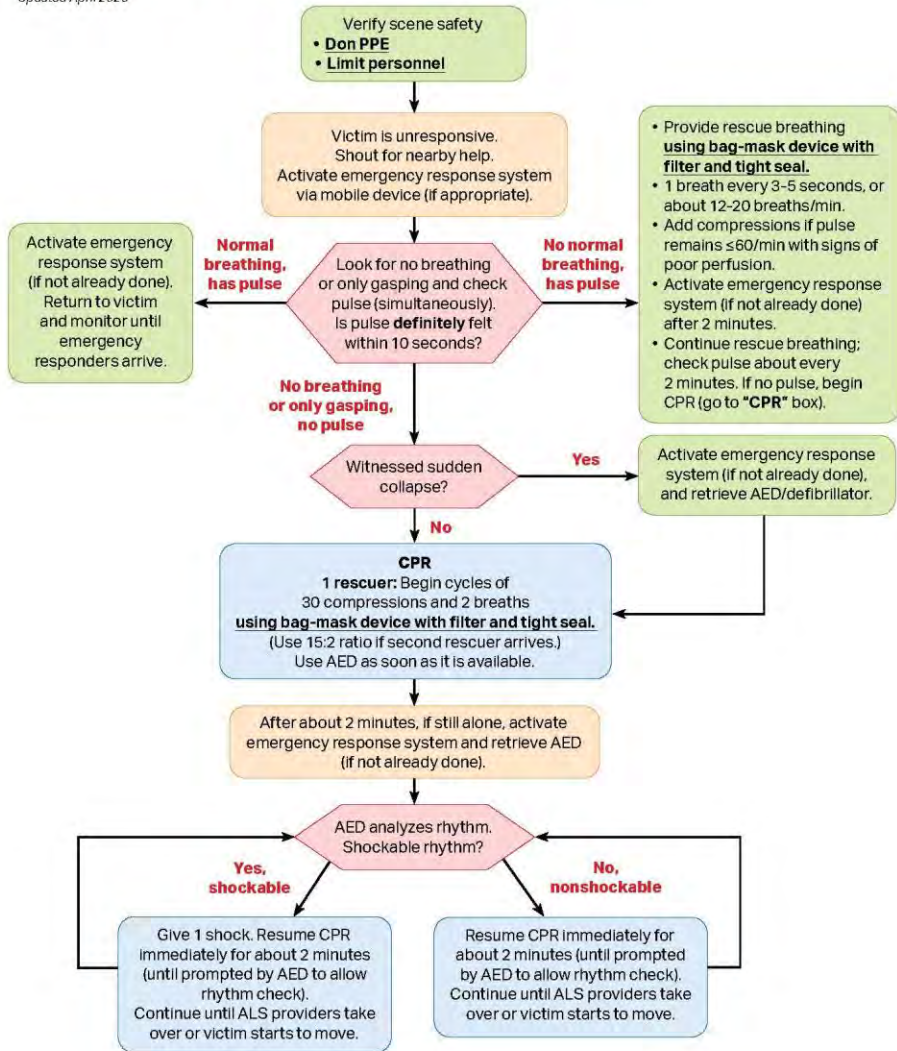 Verify scene safety
• Don PPE
• Limit personnel
Victim is unresponsive.
Shout for nearby help.
Activate emergency response system
via mobile device (if appropriate).
Activate emergency
response system
(if not already done).
Return to victim
and monitor until
emergency
responders arrive.
Normal
breathing,
has pulse
Look for no breathing
or only gasping and check
pulse (simultaneously).
Is pulse definitely felt
within 10 seconds?
No normal
breathing,
has pulse
• Provide rescue breathing
using bag-mask device with
filter and tight seal.
• 1 breath every 3-5 seconds, or
about 12-20 breaths/min.
• Add compressions if pulse
remains ≤60/min with signs of
poor perfusion.
• Activate emergency response
system (if not already done)
after 2 minutes.
• Continue rescue breathing;
check pulse about every
2 minutes. If no pulse, begin
CPR (go to "CPR" box).
No breathing
or only gasping,
no pulse
Witnessed sudden
collapse?
Yes
Activate emergency response
system (if not already done),
and retrieve AED/defibrillator.
No
CPR
1 rescuer: Begin cycles of
30 compressions and 2 breaths
using bag-mask device with filter and tight seal.
(Use 15:2 ratio if second rescuer arrives.)
Use AED as soon as it is available.
After about 2 minutes, if still alone, activate
emergency response system and retrieve AED
(if not already done).
AED analyzes rhythm.
Shockable rhythm?
Yes,
shockable
No,
nonshockable
Give 1 shock. Resume CPR
immediately for about 2 minutes
(until prompted by AED to allow
rhythm check).
Continue until ALS providers take
over or victim starts to move.
Resume CPR immediately for
about 2 minutes (until prompted
by AED to allow rhythm check).
Continue until ALS providers take
over or victim starts to move.